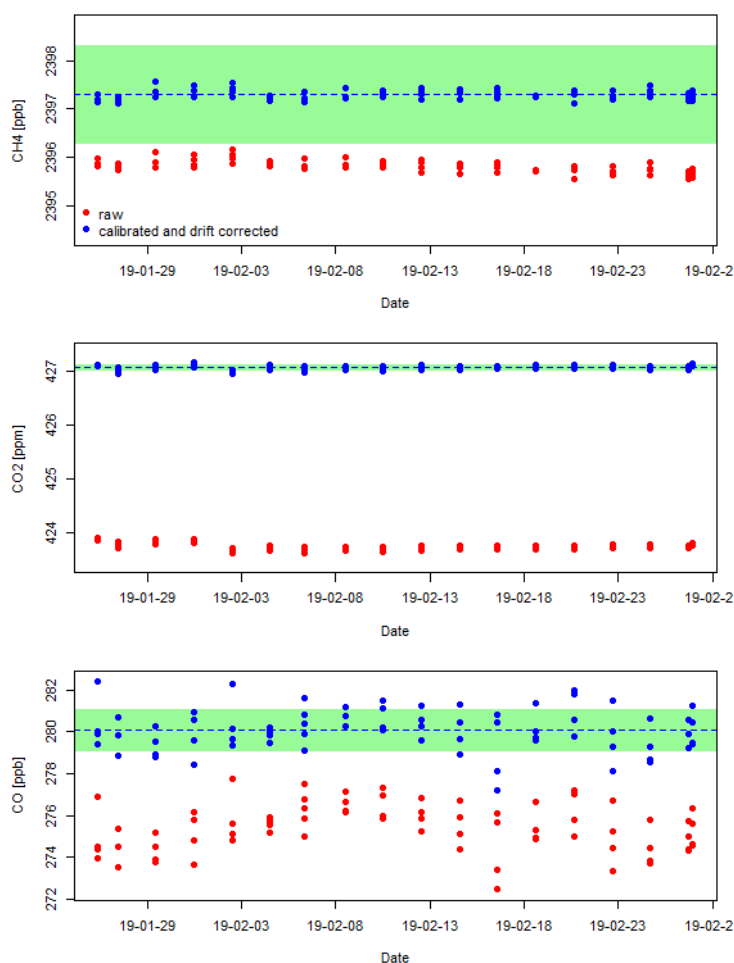 2398
2397
2396
2395
CH4 [ppb]
raw
calibrated and drift corrected
19-01-29 19-02-03 19-02-08 19-02-13 19-02-18 19-02-23 19-02-2
Date
427
426
425
424
CO2 [ppm]
19-01-29 19-02-03 19-02-08 19-02-13 19-02-18 19-02-23 19-02-2
Date
282
280
278
276
274
272
CO [ppb]
19-01-29 19-02-03 19-02-08 19-02-13 19-02-18 19-02-23 19-02-2
Date